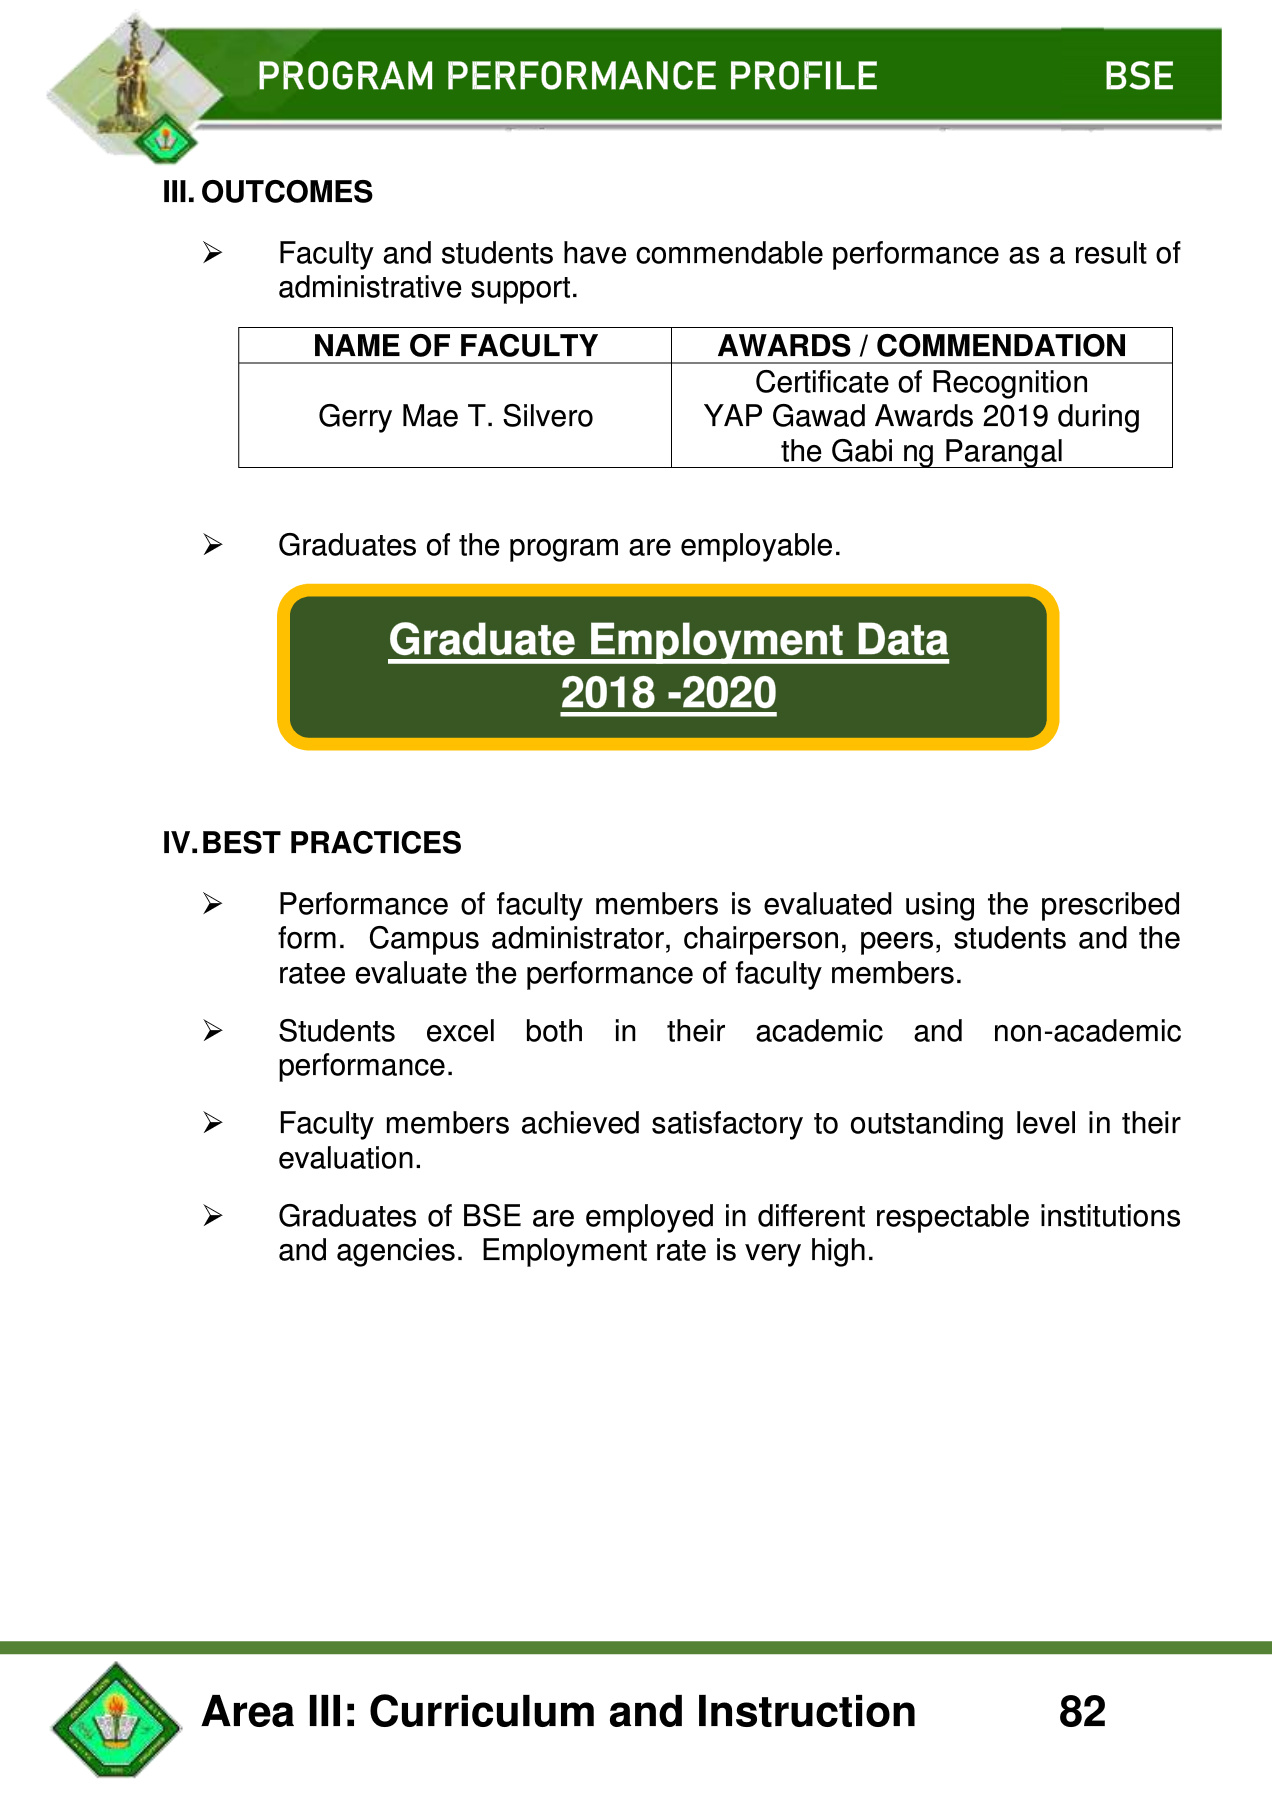 PROGRAM PERFORMANCE PROFILE BSE
III. OUTCOMES
➢ Faculty and students have commendable performance as a result of
administrative support.
NAME OF FACULTY AWARDS / COMMENDATION
Gerry Mae T. Silvero Certificate of Recognition
YAP Gawad Awards 2019 during
the Gabi ng Parangal
➢ Graduates of the program are employable.
Graduate Employment Data
2018 -2020
IV. BEST PRACTICES
➢ Performance of faculty members is evaluated using the prescribed
form. Campus administrator, chairperson, peers, students and the
ratee evaluate the performance of faculty members.
➢ Students excel both in their academic and non-academic
performance.
➢ Faculty members achieved satisfactory to outstanding level in their
evaluation.
➢ Graduates of BSE are employed in different respectable institutions
and agencies. Employment rate is very high.
Area III: Curriculum and Instruction 82